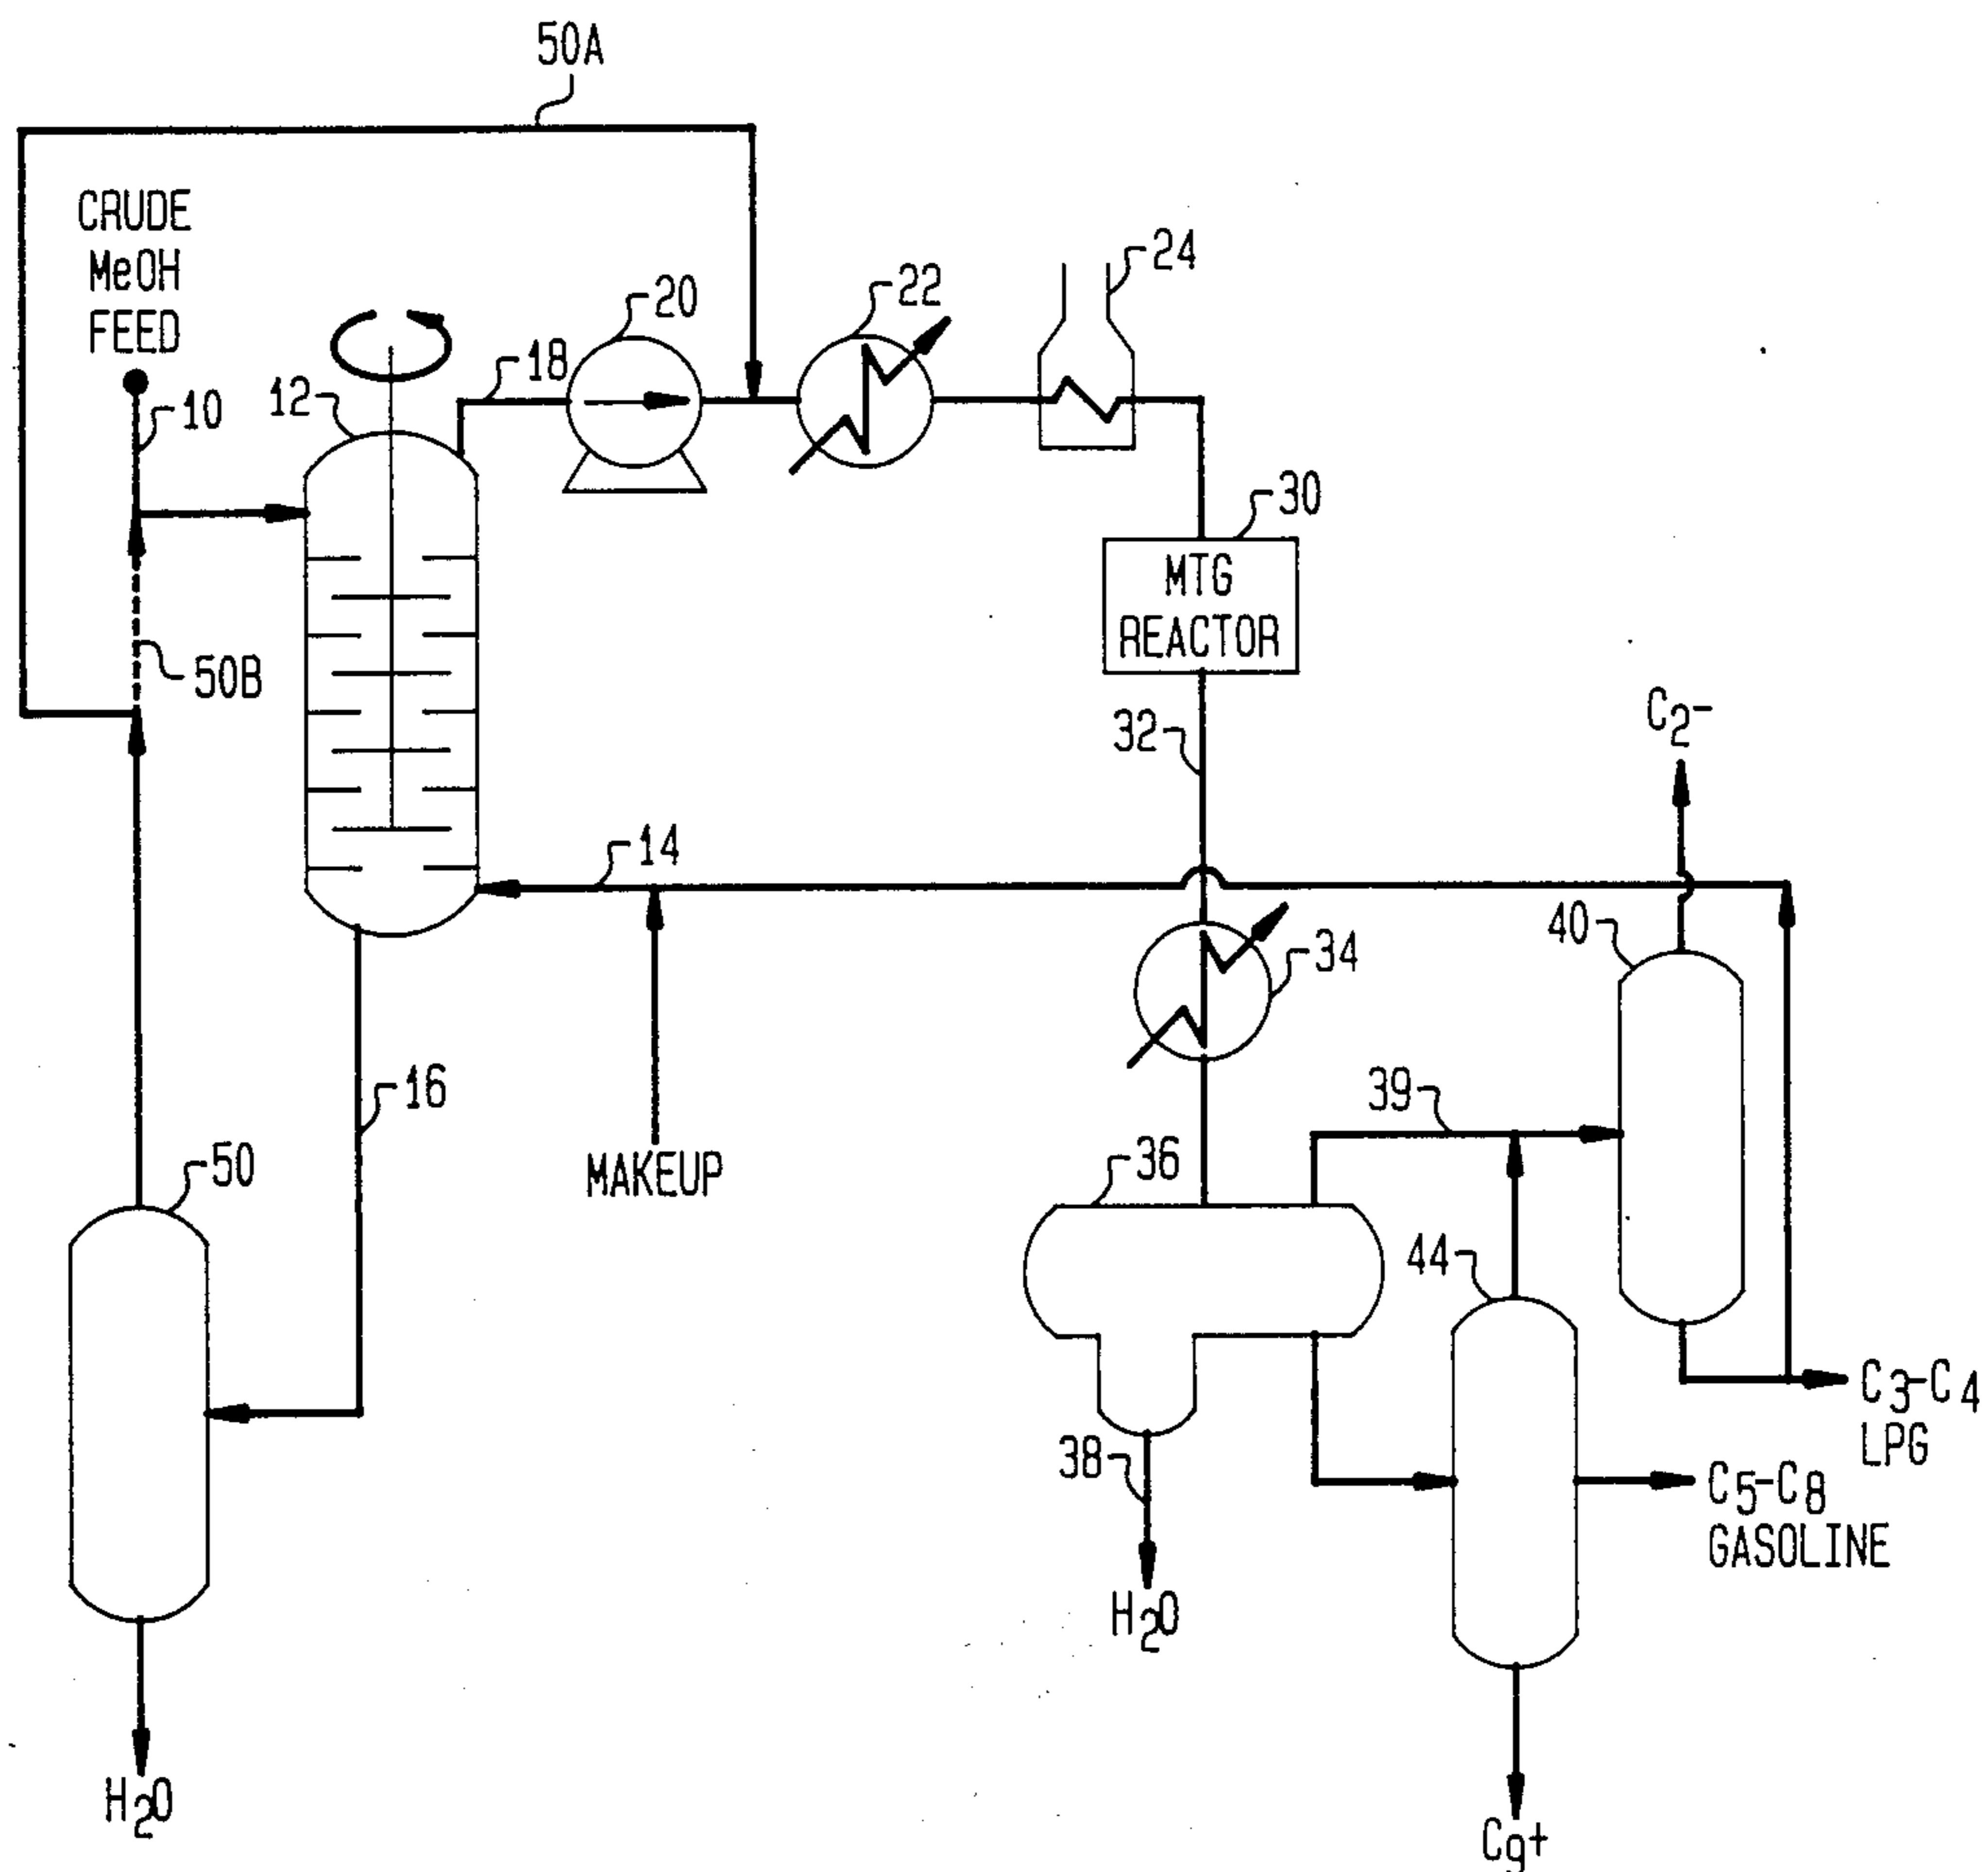 50A
CRUDE
MeOH
FEED
10
12
18
20
22
24
30
MTG
REACTOR
50B
32
C2-
14
40
34
16
MAKEUP
39
50
36
44
C3-C4
LPG
38
C5-C8
GASOLINE
H2O
H2O
C9+